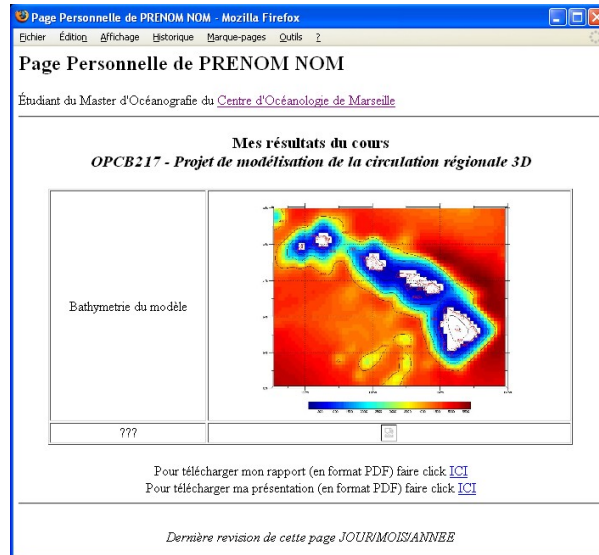 Page Personnelle de PRENOM NOM - Mozilla Firefox
Fichier Édition Affichage Historique Marque-pages Outils ?
Page Personnelle de PRENOM NOM
Étudiant du Master d'Océanografie du Centre d'Océanologie de Marseille
Mes résultats du cours
OPCB217 - Projet de modélisation de la circulation régionale 3D
Bathymetrie du modèle
???
Pour télécharger mon rapport (en format PDF) faire click ICI
Pour télécharger ma présentation (en format PDF) faire click ICI
Dernière revision de cette page JOUR/MOIS/ANNEE